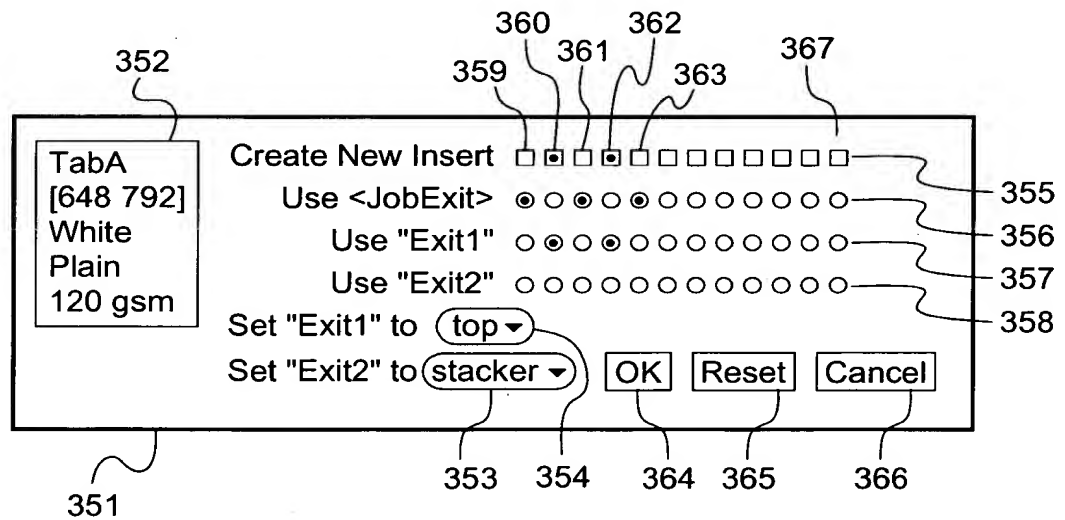 360 362
352 361 367
359 363
TabA
[648 792]
White
Plain
120 gsm
Create New Insert
355
Use <JobExit>
356
Use "Exit1"
357
Use "Exit2"
358
Set "Exit1" to top
Set "Exit2" to stacker OK Reset Cancel
353 354 364 365 366
351